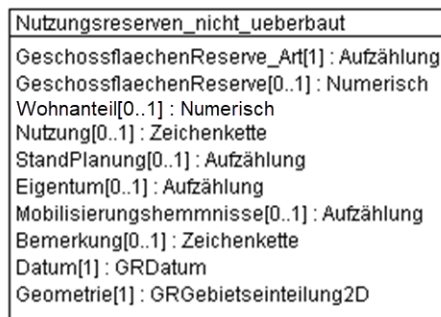 Nutzungsreserven_nicht_ueberbaut
GeschossflaechenReserve_Art[1] : Aufzählung
GeschossflaechenReserve[0..1] : Numerisch
Wohnanteil[0..1] : Numerisch
Nutzung[0..1] : Zeichenkette
StandPlanung[0..1] : Aufzählung
Eigentum[0..1] : Aufzählung
Mobilisierungshemmnisse[0..1] : Aufzählung
Bemerkung[0..1] : Zeichenkette
Datum[1] : GRDatum
Geometrie[1] : GRGebietseinteilung2D